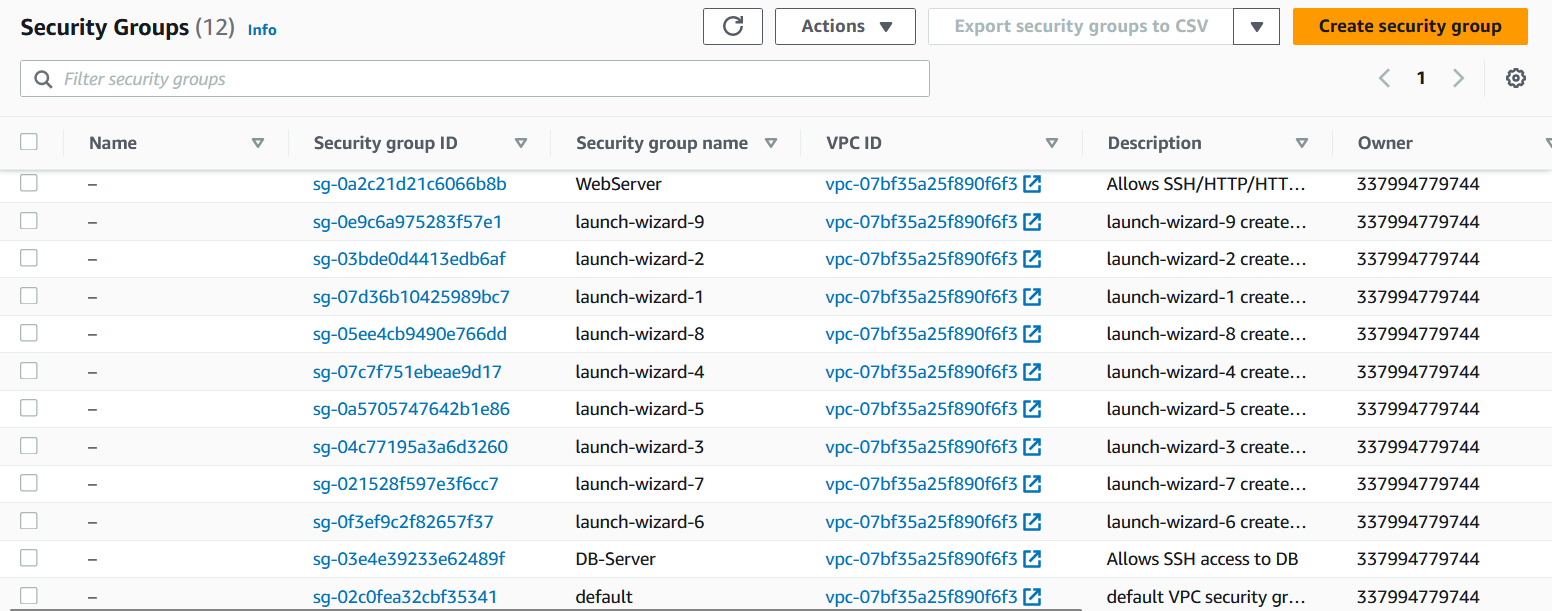 Security Groups (12) Info Actions Export security groups to CSV Create security group
Filter security groups 1
Name Security group ID Security group name VPC ID Description Owner
– sg-0a2c21d21c6066b8b WebServer vpc-07bf35a25f890f6f3 Allows SSH/HTTP/HTT... 337994779744
– sg-0e9c6a975283f57e1 launch-wizard-9 vpc-07bf35a25f890f6f3 launch-wizard-9 create... 337994779744
– sg-03bde0d4413edb6af launch-wizard-2 vpc-07bf35a25f890f6f3 launch-wizard-2 create... 337994779744
– sg-07d36b10425989bc7 launch-wizard-1 vpc-07bf35a25f890f6f3 launch-wizard-1 create... 337994779744
– sg-05ee4cb9490e766dd launch-wizard-8 vpc-07bf35a25f890f6f3 launch-wizard-8 create... 337994779744
– sg-07c7f751ebeae9d17 launch-wizard-4 vpc-07bf35a25f890f6f3 launch-wizard-4 create... 337994779744
– sg-0a5705747642b1e86 launch-wizard-5 vpc-07bf35a25f890f6f3 launch-wizard-5 create... 337994779744
– sg-04c77195a3a6d3260 launch-wizard-3 vpc-07bf35a25f890f6f3 launch-wizard-3 create... 337994779744
– sg-021528f597e3f6cc7 launch-wizard-7 vpc-07bf35a25f890f6f3 launch-wizard-7 create... 337994779744
– sg-0f3ef9c2f82657f37 launch-wizard-6 vpc-07bf35a25f890f6f3 launch-wizard-6 create... 337994779744
– sg-03e4e39233e62489f DB-Server vpc-07bf35a25f890f6f3 Allows SSH access to DB 337994779744
– sg-02c0fea32cbf35341 default vpc-07bf35a25f890f6f3 default VPC security gr... 337994779744